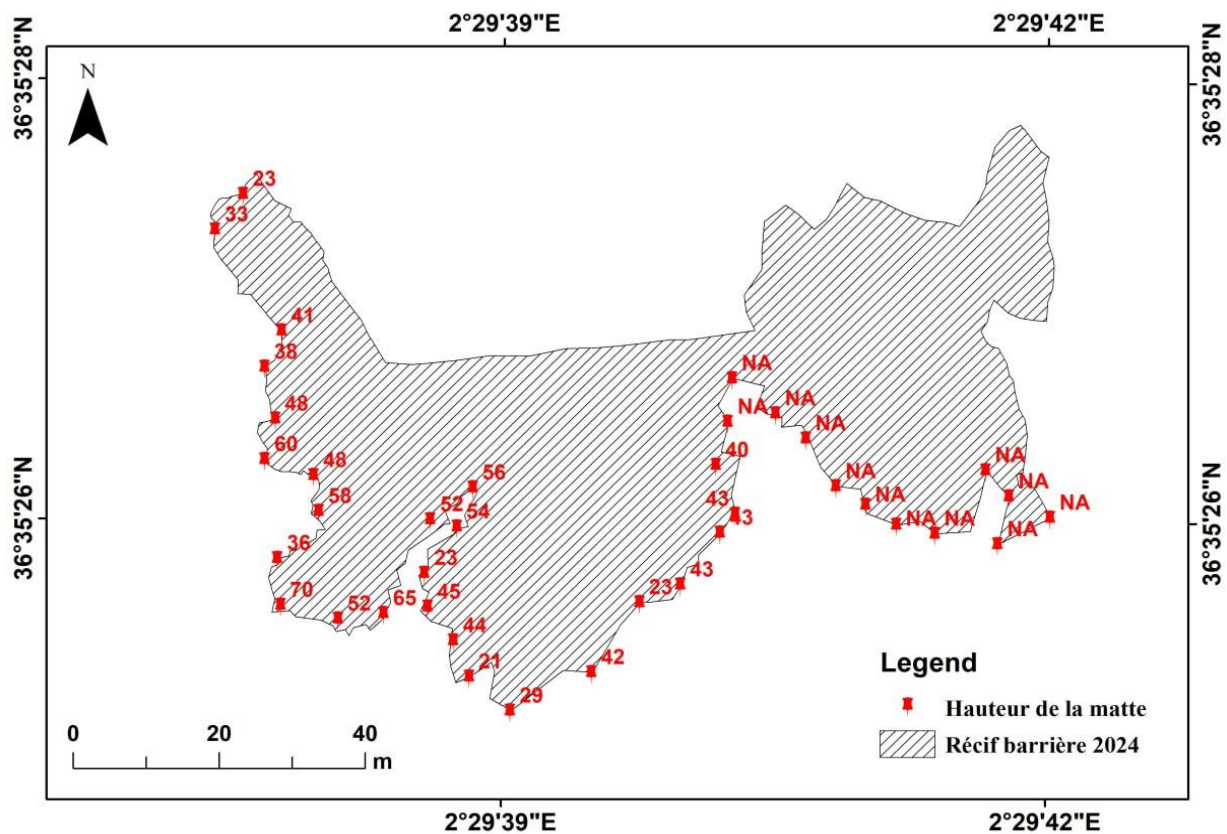 2°29'39"E
2°29'42"E
36°35'28"N
36°35'28"N
N
23
33
41
38
NA
48
NA
NA
NA
60
48
40
NA
56
NA
58
43
NA
NA
52
54
43
NA
NA
NA
36°35'26"N
36°35'26"N
36
NA
23
43
70
52
65
45
23
44
42
21
29
Legend
Hauteur de la matte
Récif barrière 2024
0
20
40
m
2°29'39"E
2°29'42"E